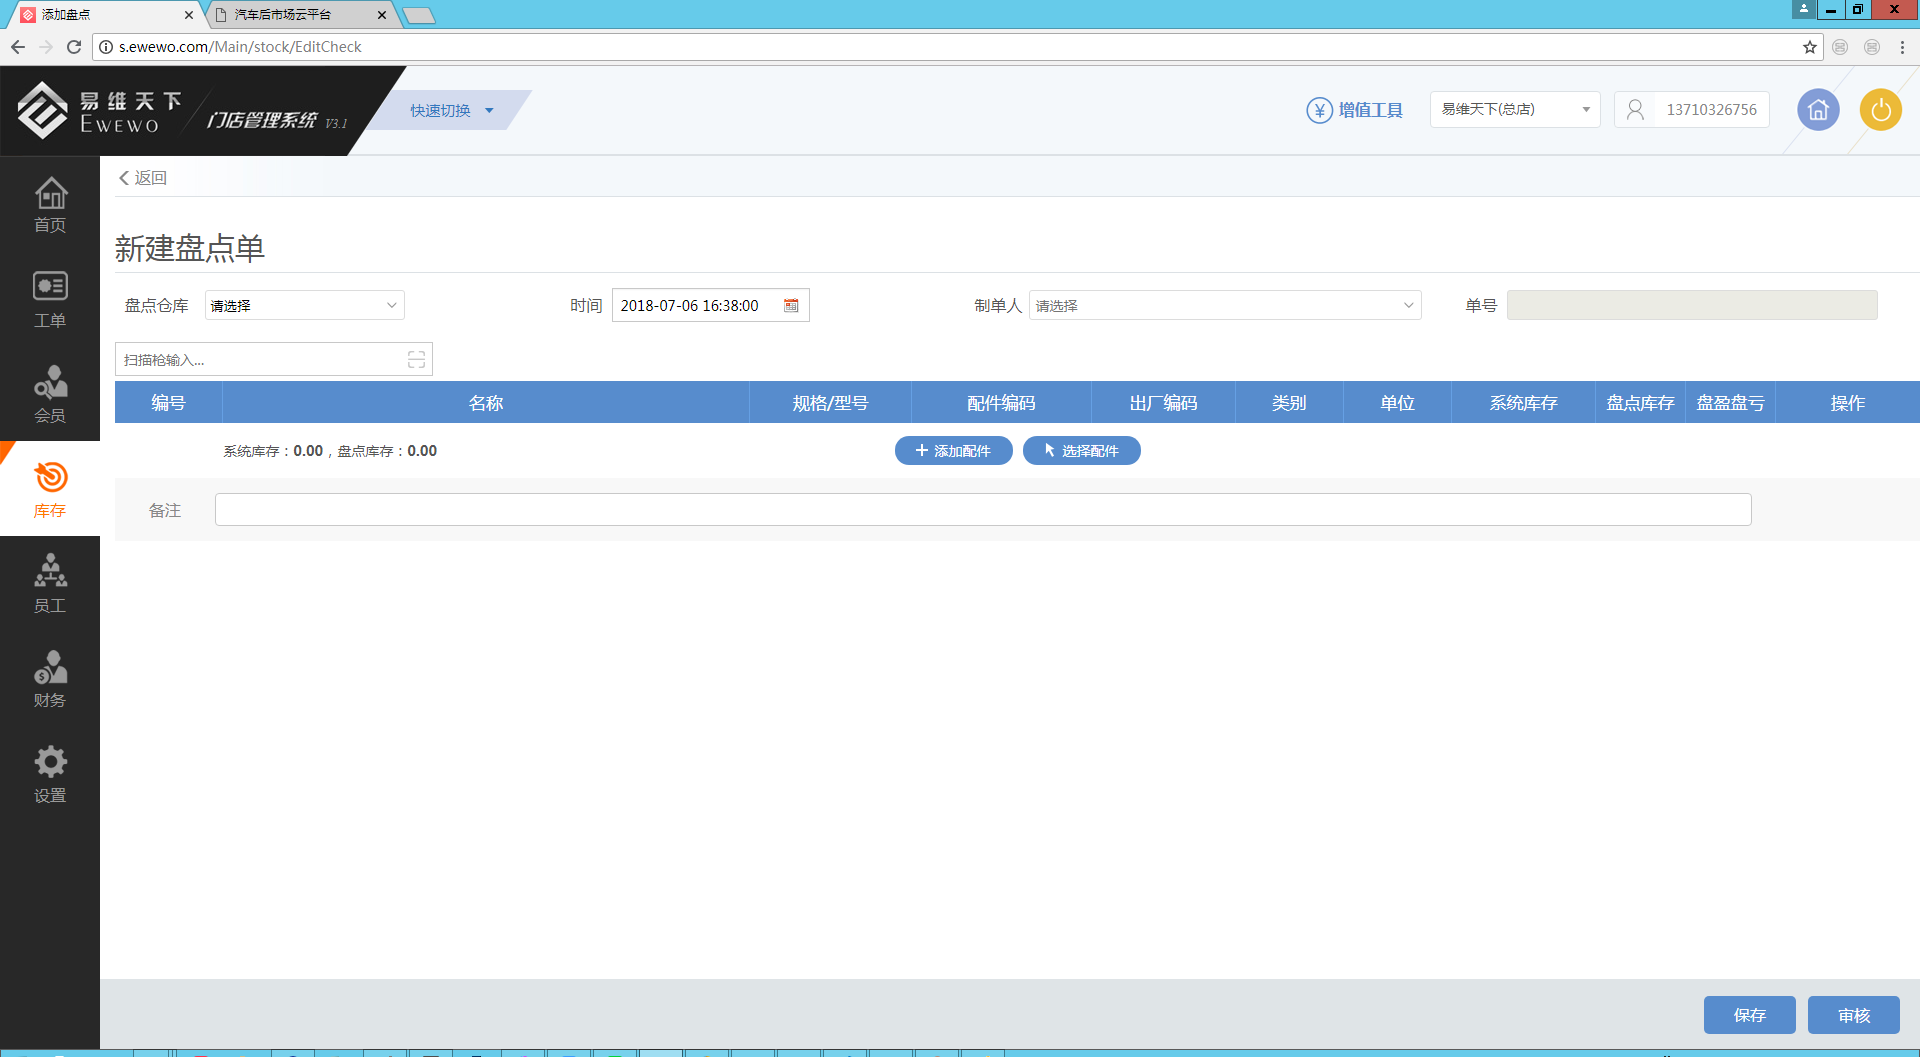 添加盘点
汽车后市场云平台
s.ewewo.com/Main/stock/EditCheck
易维天下
EWEWO
门店管理系统 V3.1
快速切换
增值工具
易维天下(总店)
13710326756
返回
首页
工单
会员
库存
员工
财务
设置
新建盘点单
盘点仓库 请选择 时间 2018-07-06 16:38:00 制单人 请选择 单号
扫描枪输入...
编号 名称 规格/型号 配件编码 出厂编码 类别 单位 系统库存 盘点库存 盘盈盘亏 操作
系统库存：0.00，盘点库存：0.00 添加配件 选择配件
备注
保存 审核